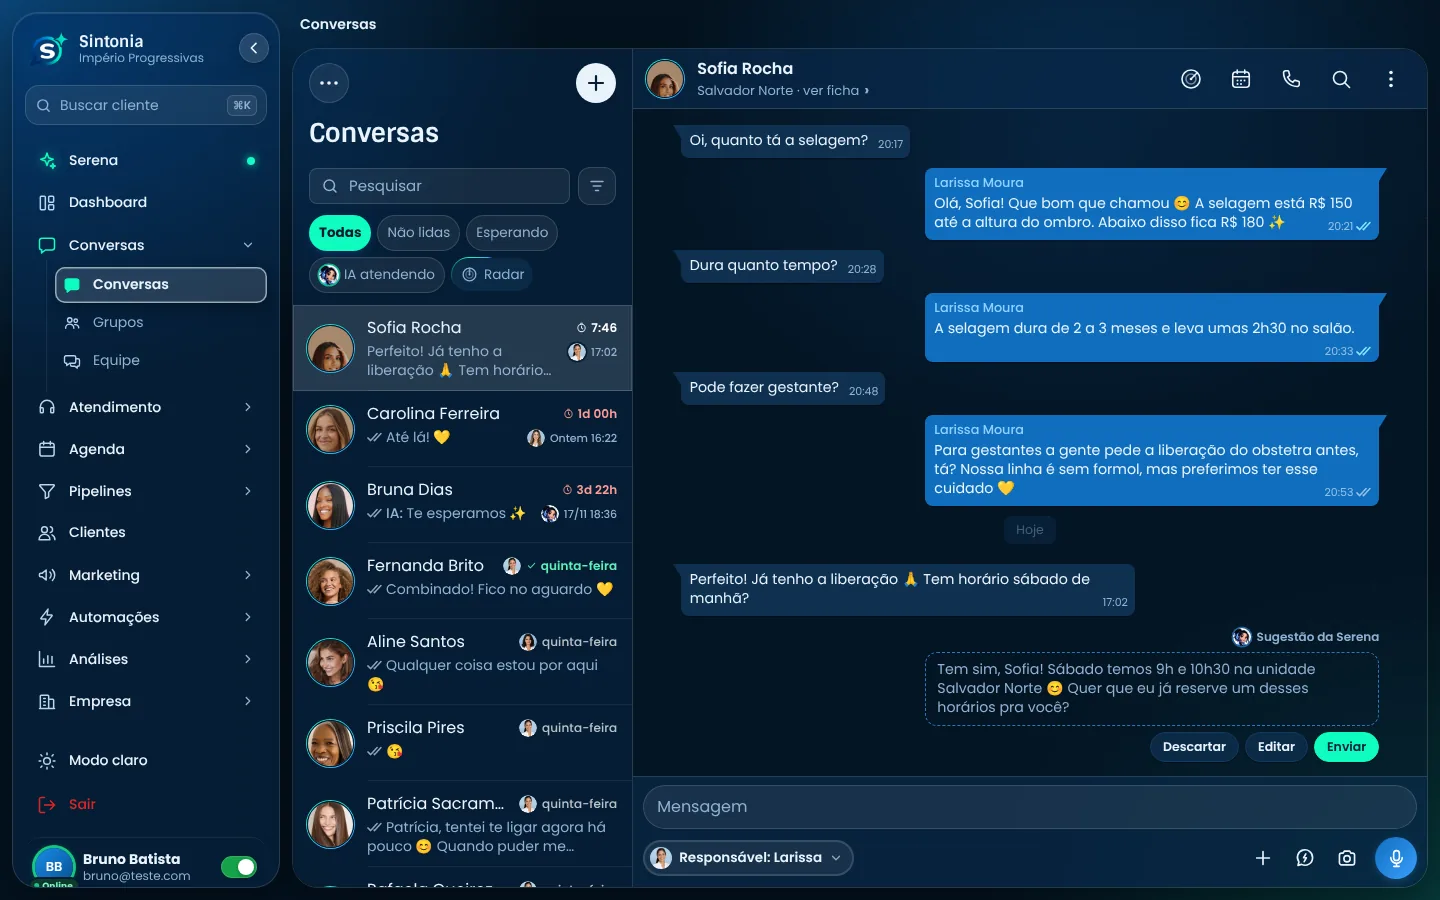 Sintonia
Império Progressivas
Buscar cliente
⌘K
Serena
Dashboard
Conversas
Conversas
Grupos
Equipe
Atendimento
Agenda
Pipelines
Clientes
Marketing
Automações
Análises
Empresa
Modo claro
Sair
BB
Online
Bruno Batista
bruno@teste.com
Conversas
Conversas
Pesquisar
Todas
Não lidas
Esperando
IA atendendo
Radar
Sofia Rocha
7:46
Perfeito! Já tenho a
liberação 🙏 Tem horário...
17:02
Carolina Ferreira
1d 00h
Até lá! 💛
Ontem 16:22
Bruna Dias
3d 22h
IA: Te esperamos ✨
17/11 18:36
Fernanda Brito
quinta-feira
Combinado! Fico no aguardo 💛
Aline Santos
quinta-feira
Qualquer coisa estou por aqui
😘
Priscila Pires
quinta-feira
😘
Patrícia Sacram...
quinta-feira
Patrícia, tentei te ligar agora há
pouco 😊 Quando puder me...
Sofia Rocha
Salvador Norte · ver ficha ›
Oi, quanto tá a selagem? 20:17
Larissa Moura
Olá, Sofia! Que bom que chamou 😊 A selagem está R$ 150
até a altura do ombro. Abaixo disso fica R$ 180 ✨ 20:21
Dura quanto tempo? 20:28
Larissa Moura
A selagem dura de 2 a 3 meses e leva umas 2h30 no salão.
20:33
Pode fazer gestante? 20:48
Larissa Moura
Para gestantes a gente pede a liberação do obstetra antes,
tá? Nossa linha é sem formol, mas preferimos ter esse
cuidado 💛 20:53
Hoje
Perfeito! Já tenho a liberação 🙏 Tem horário sábado de
manhã? 17:02
Sugestão da Serena
Tem sim, Sofia! Sábado temos 9h e 10h30 na unidade
Salvador Norte 😊 Quer que eu já reserve um desses
horários pra você?
Descartar
Editar
Enviar
Mensagem
Responsável: Larissa